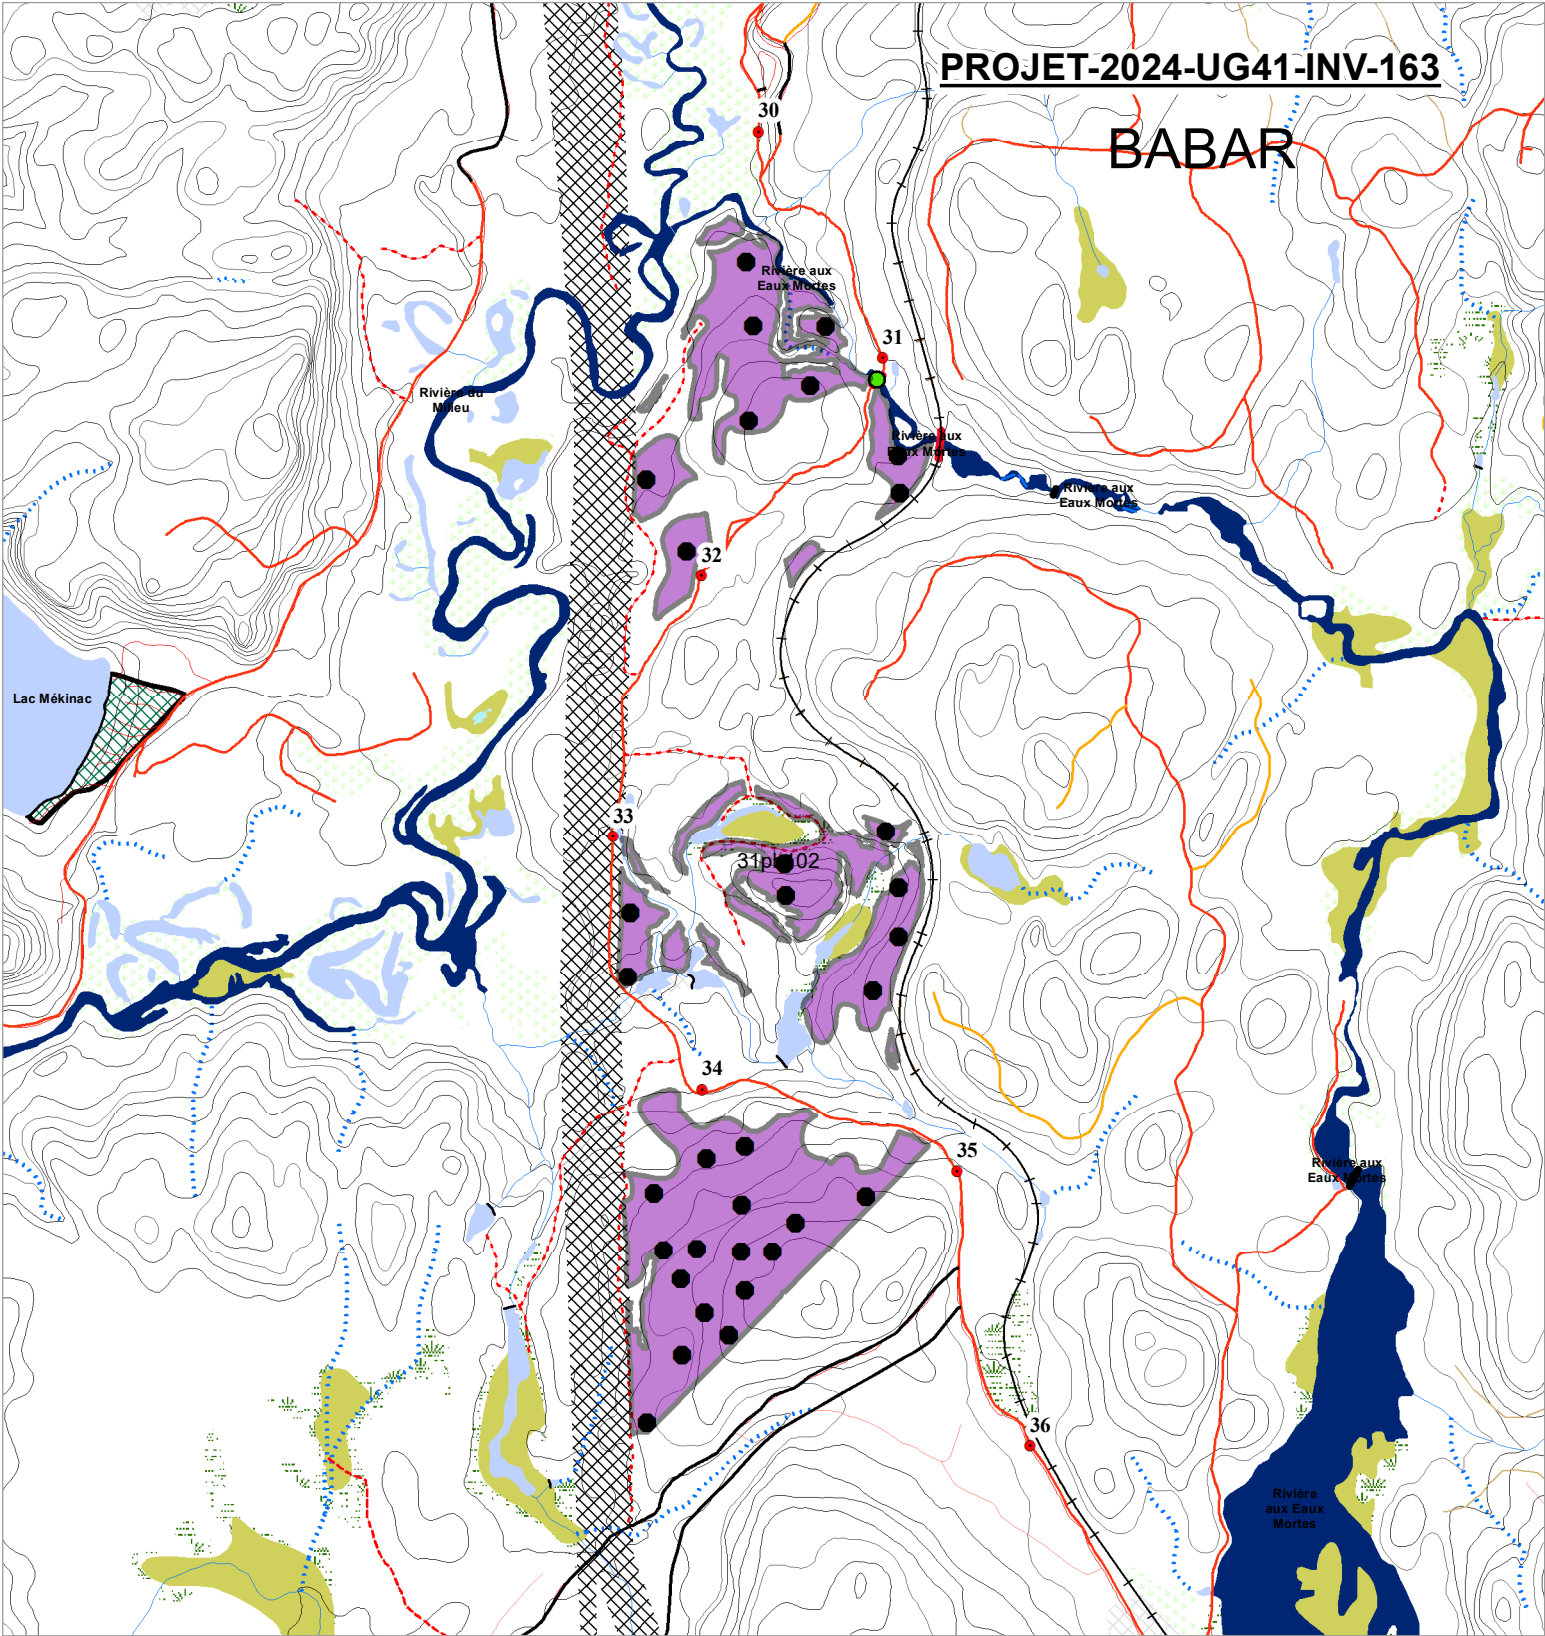 PROJET-2024-UG41-INV-163
BABAR
30
Rivière aux
Eaux Mortes
31
Rivière du
Milieu
Rivière aux
Eaux Mortes
Rivière aux
Eaux Mortes
32
Lac Mékinac
33
34
35
Rivière aux
Eaux Mortes
36
Rivière
aux Eaux
Mortes